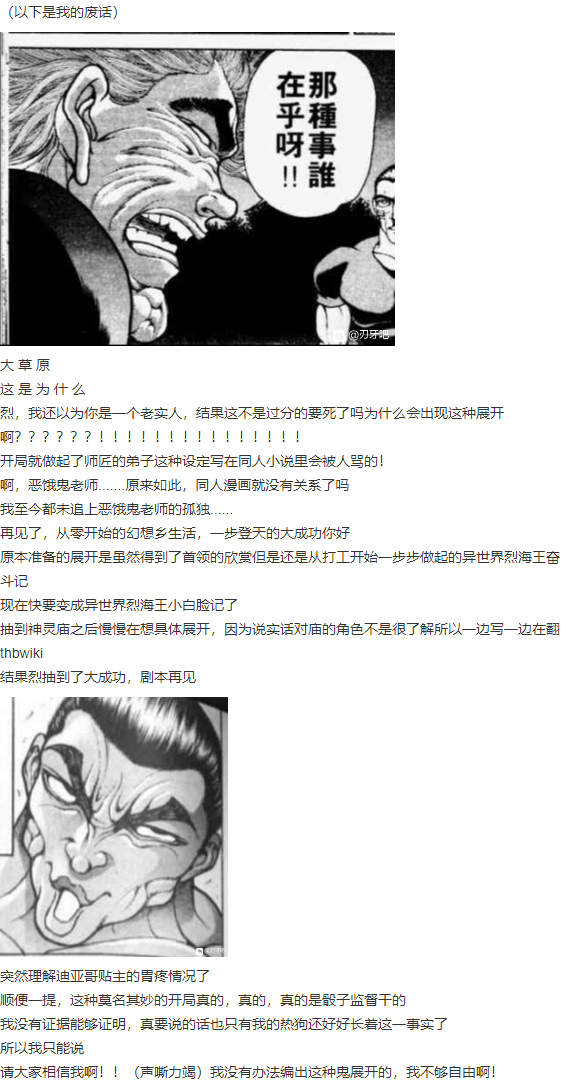 （以下是我的废话）
那種事誰
在乎呀!!
@刃牙吧
大 草 原
这 是 为 什 么
烈，我还以为你是一个老实人，结果这不是过分的要死了吗为什么会出现这种展开
啊？？？？？？！！！！！！！！！！！！！！！！！！！！
开局就做起了师匠的弟子这种设定写在同人小说里会被人骂的！
啊，恶饿鬼老师.......原来如此，同人漫画就没有关系了吗
我至今都未追上恶饿鬼老师的孤独......
再见了，从零开始的幻想乡生活，一步登天的大成功你好
原本准备的展开是虽然得到了首领的欣赏但是还是从打工开始一步步做起的异世界烈海王奋
斗记
现在快要变成异世界烈海王小白脸记了
抽到神灵庙之后慢慢在想具体展开，因为说实话对庙的角色不是很了解所以一边写一边在翻
thbwiki
结果烈抽到了大成功，剧本再见
突然理解迪亚哥贴主的胃疼情况了
顺便一提，这种莫名其妙的开局真的，真的，真的是骰子监督干的
我没有证据能够证明，真要说的话也只有我的热狗还好好长着这一事实了
所以我只能说
请大家相信我啊！！（声嘶力竭）我没有办法编出这种鬼展开的，我不够自由啊！